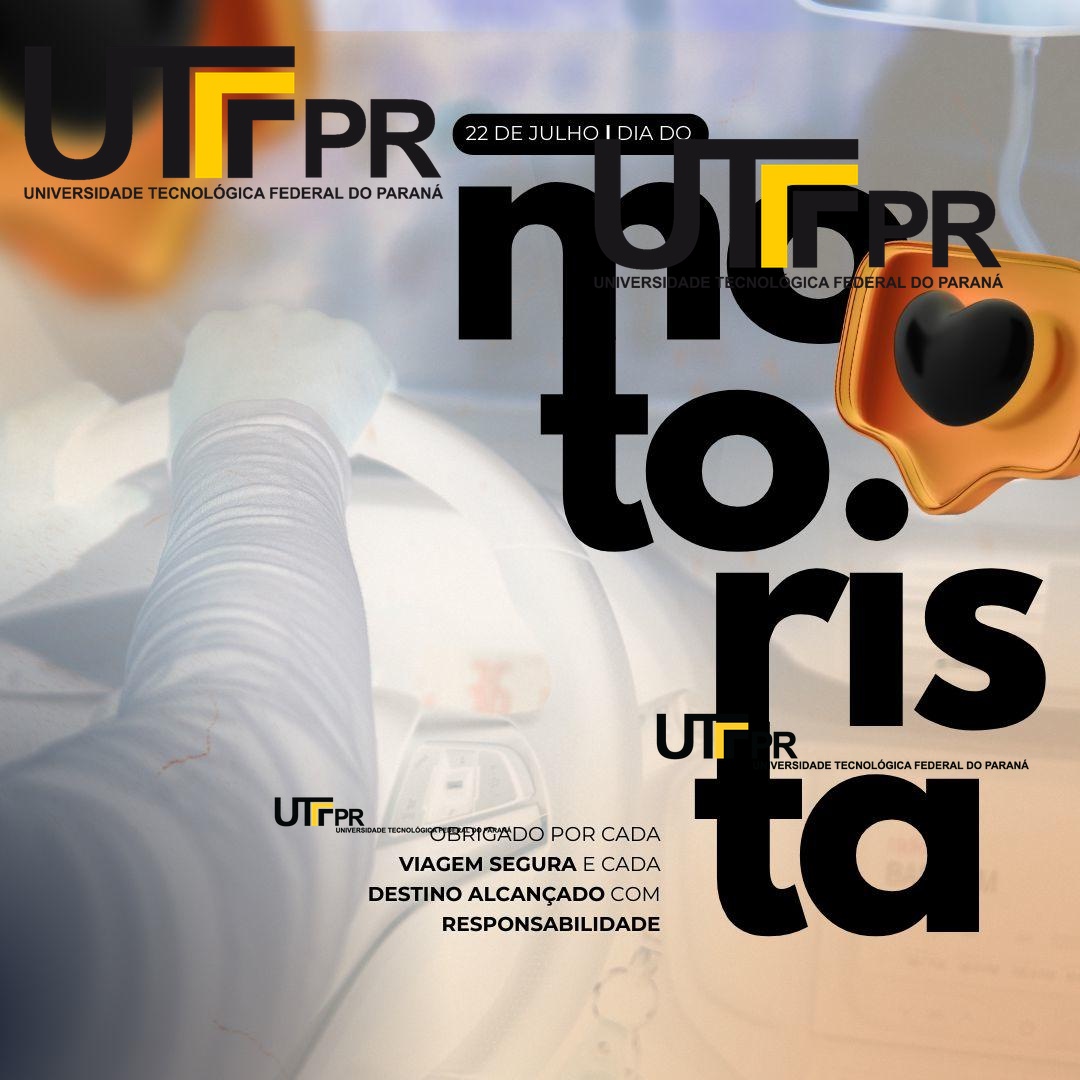 UTFPR
UNIVERSIDADE TECNOLÓGICA FEDERAL DO PARANÁ
22 DE JULHO I DIA DO
UTFPR
UNIVERSIDADE TECNOLÓGICA FEDERAL DO PARANÁ
mo
to.
ris
ta
UTFPR
UNIVERSIDADE TECNOLÓGICA FEDERAL DO PARANÁ
UTFPR
UNIVERSIDADE TECNOLÓGICA FEDERAL DO PARANÁ
OBRIGADO POR CADA
VIAGEM SEGURA E CADA
DESTINO ALCANÇADO COM
RESPONSABILIDADE